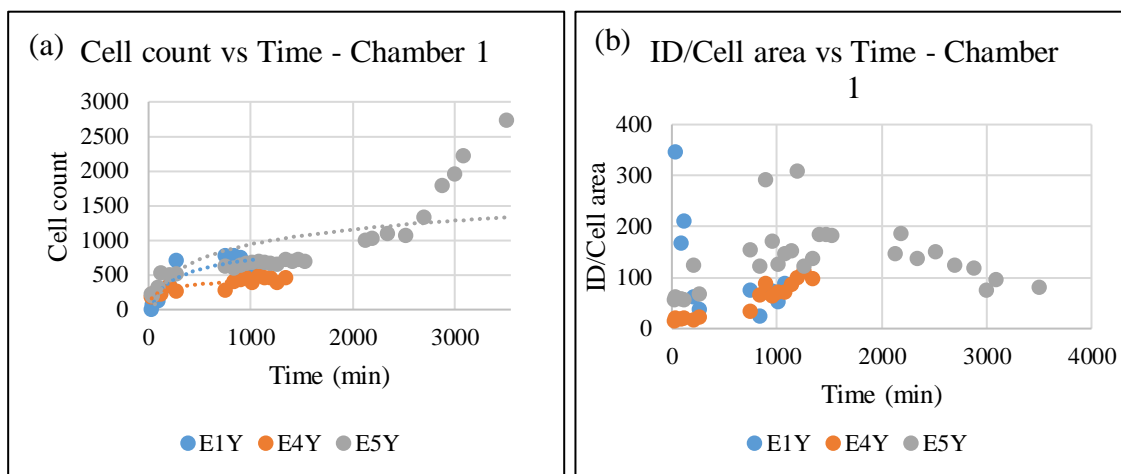 (a) Cell count vs Time - Chamber 1
3000
2500
2000
1500
1000
500
0
Cell count
0 1000 2000 3000
Time (min)
E1Y E4Y E5Y
(b) ID/Cell area vs Time - Chamber
1
400
300
200
100
0
ID/Cell area
0 1000 2000 3000 4000
Time (min)
E1Y E4Y E5Y